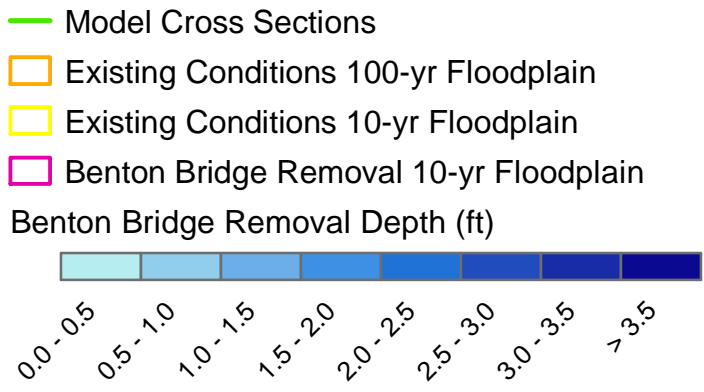 Model Cross Sections
Existing Conditions 100-yr Floodplain
Existing Conditions 10-yr Floodplain
Benton Bridge Removal 10-yr Floodplain
Benton Bridge Removal Depth (ft)
0.0 - 0.5
0.5 - 1.0
1.0 - 1.5
1.5 - 2.0
2.0 - 2.5
2.5 - 3.0
3.0 - 3.5
> 3.5